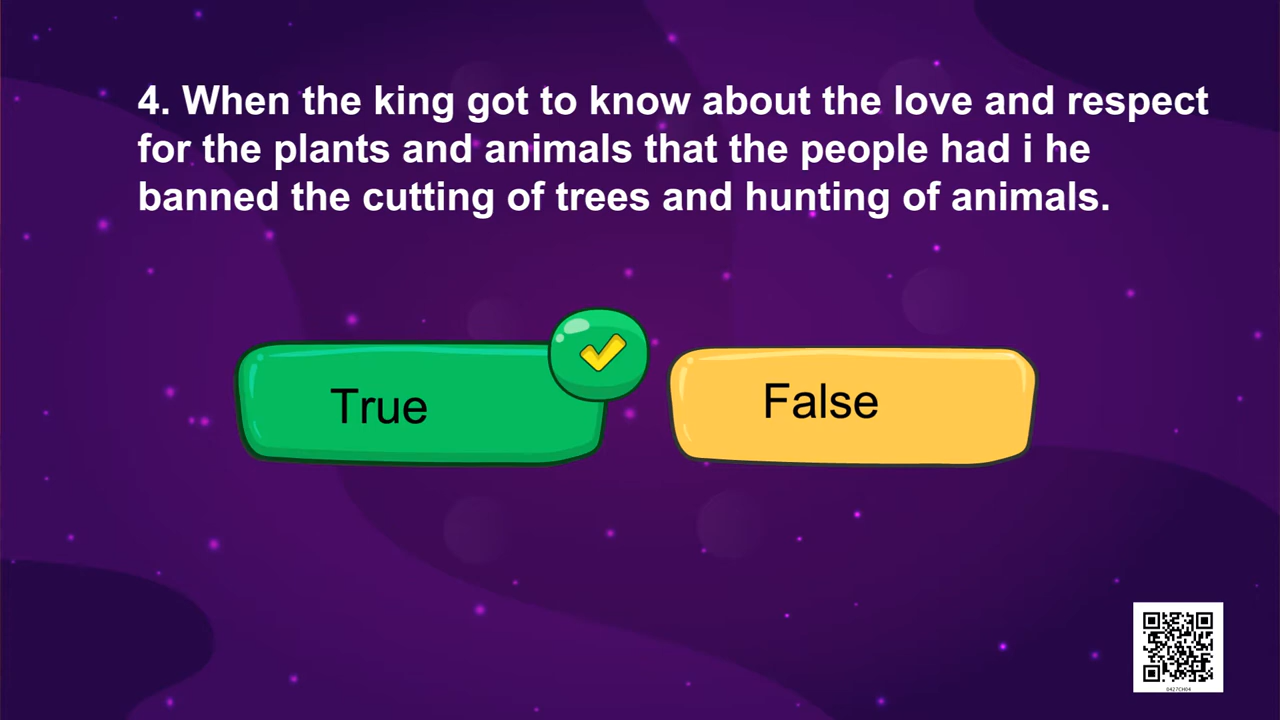 4. When the king got to know about the love and respect
for the plants and animals that the people had i he
banned the cutting of trees and hunting of animals.
True
False
0427CH04